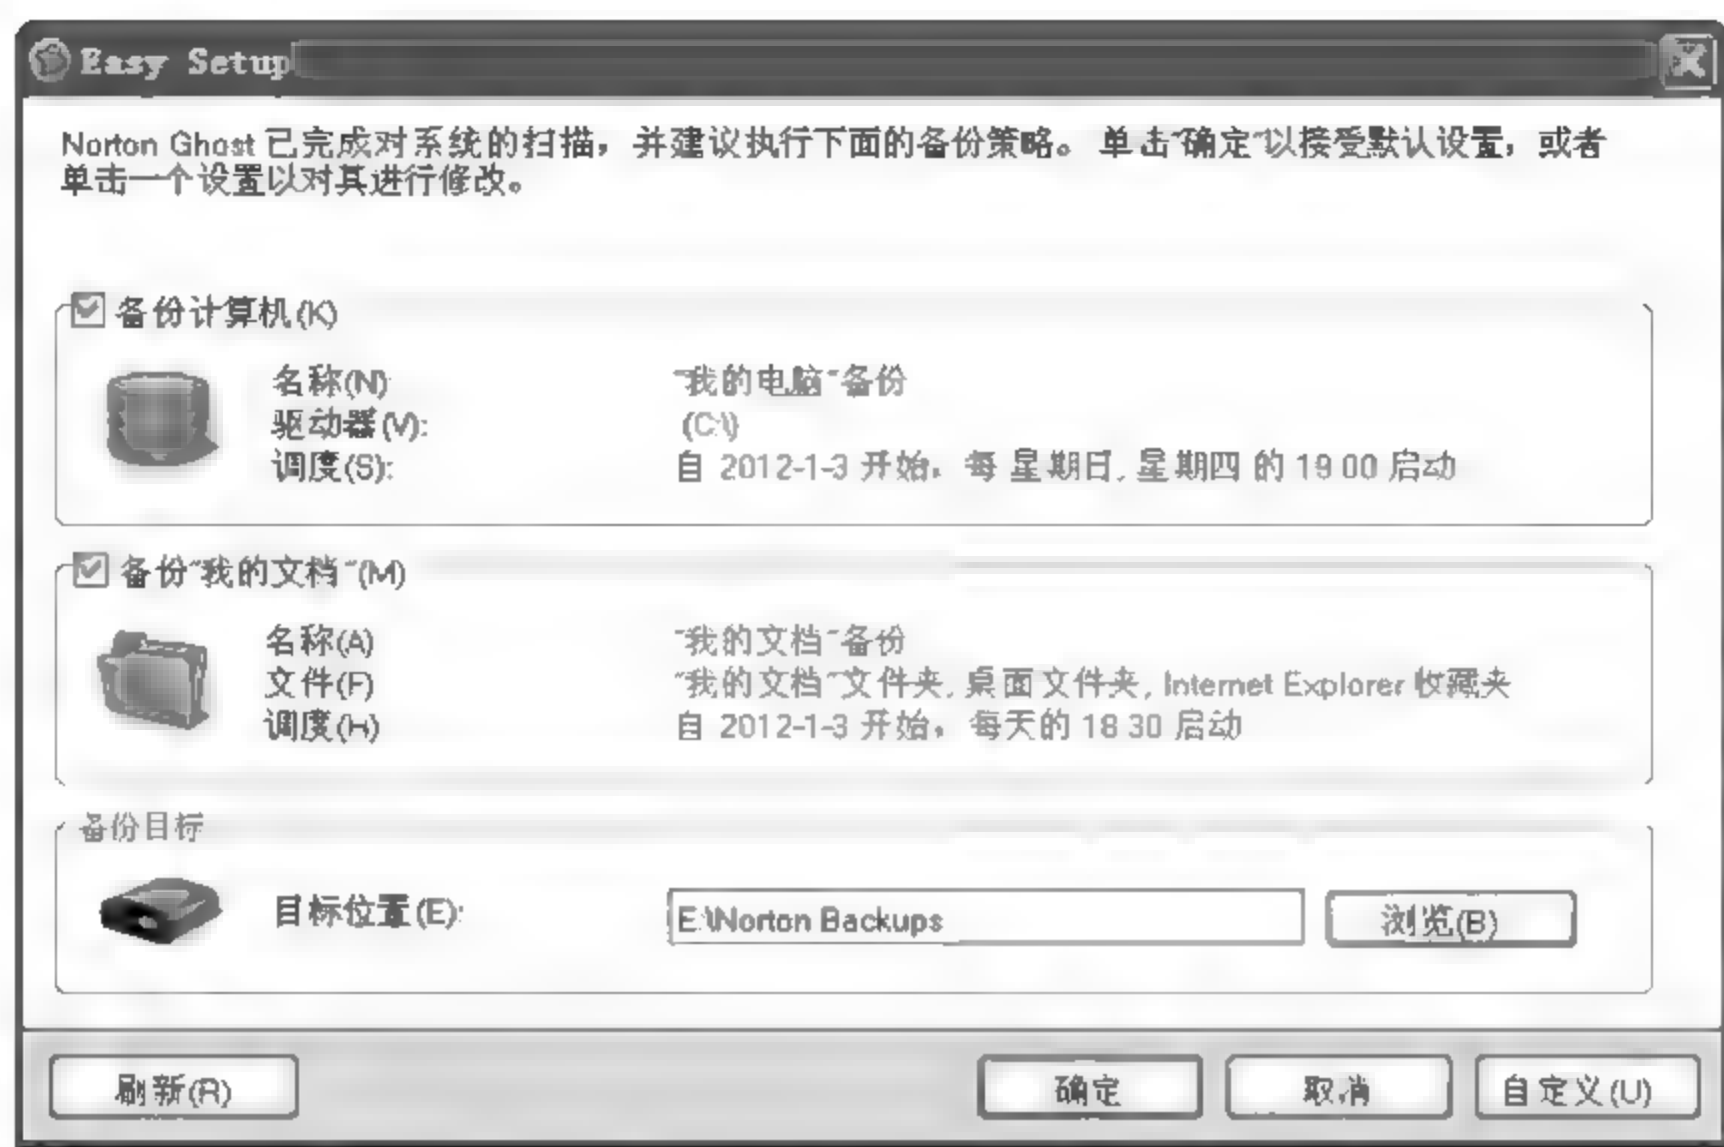 Easy Setup
Norton Ghost 已完成对系统的扫描，并建议执行下面的备份策略。 单击"确定"以接受默认设置，或者
单击一个设置以对其进行修改。
备份计算机(K)
名称(N) "我的电脑"备份
驱动器(V): (C:\)
调度(S): 自 2012-1-3 开始，每 星期日, 星期四 的 19:00 启动
备份"我的文档"(M)
名称(A) "我的文档"备份
文件(F) "我的文档"文件夹, 桌面文件夹, Internet Explorer 收藏夹
调度(H) 自 2012-1-3 开始，每天的 18:30 启动
备份目标
目标位置(E): E:\Norton Backups 浏览(B)
刷新(R) 确定 取消 自定义(U)